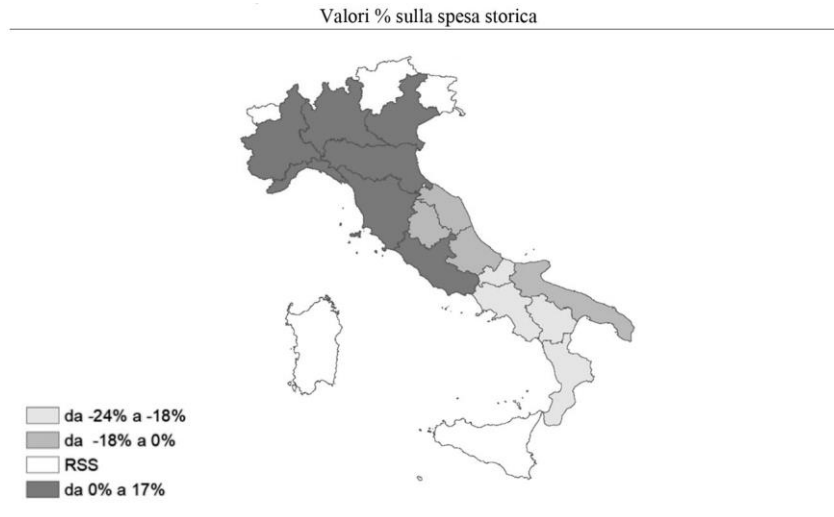 Valori % sulla spesa storica
da -24% a -18%
da -18% a 0%
RSS
da 0% a 17%